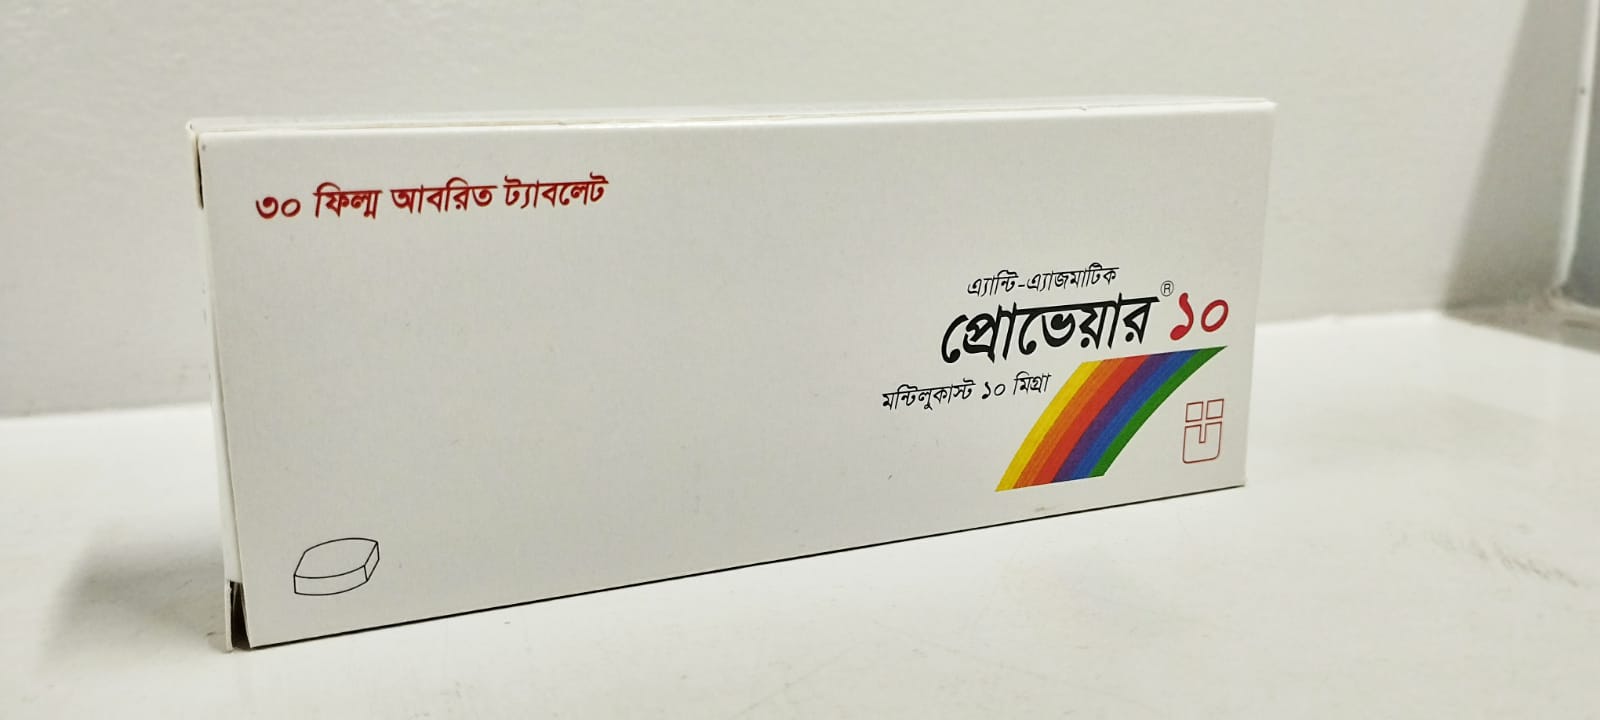 ৩০ ফিল্ম আবরিত ট্যাবলেট
এ্যান্টি-এ্যাজমাটিক
প্রোভেয়ার® ১০
মন্টিলুকাস্ট ১০ মিগ্রা